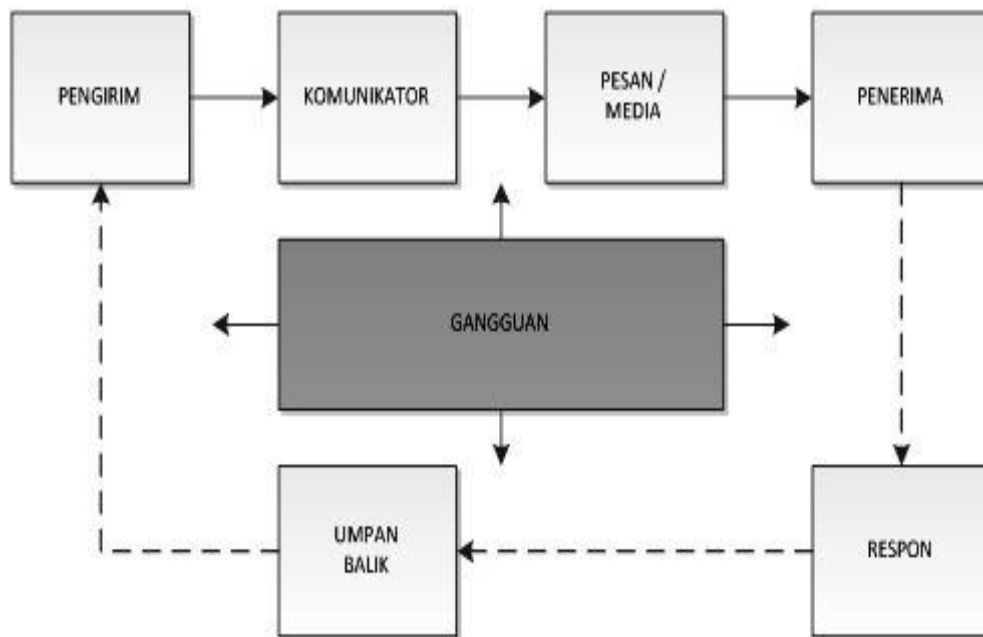 PENGIRIM
KOMUNIKATOR
PESAN /
MEDIA
PENERIMA
GANGGUAN
UMPAN
BALIK
RESPON